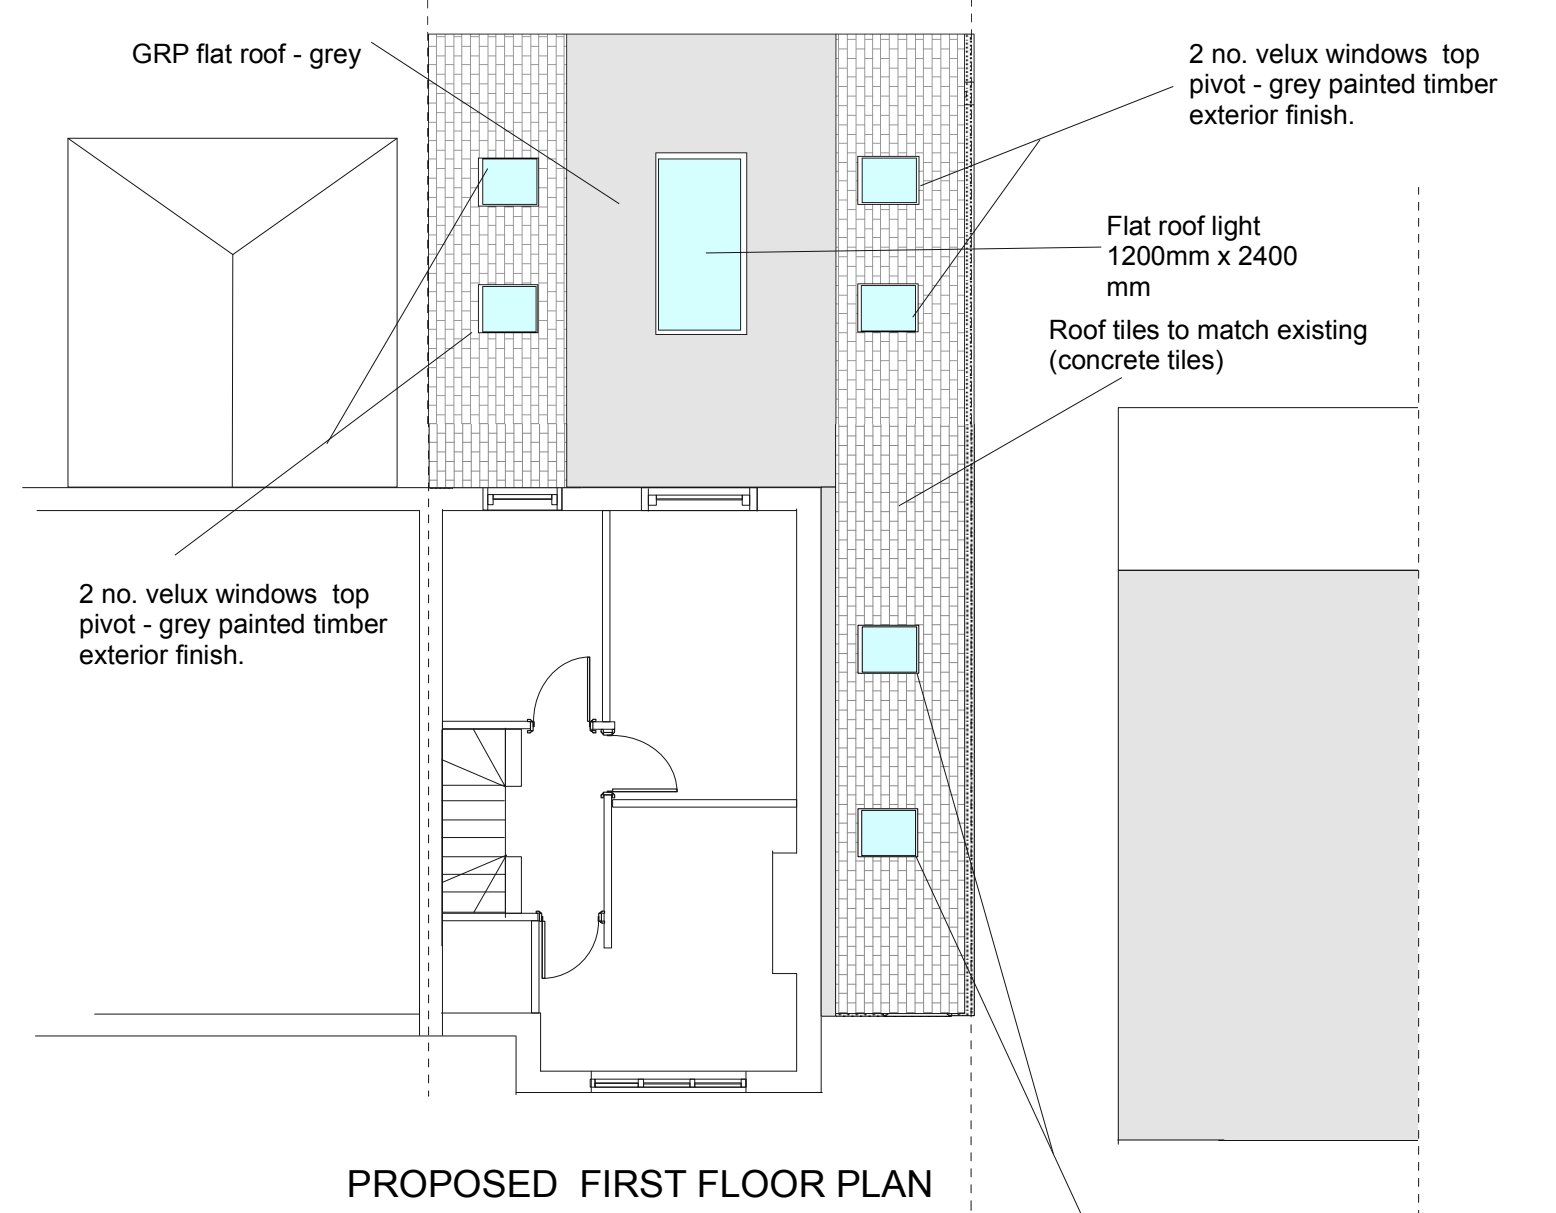 GRP flat roof - grey
2 no. velux windows  top
pivot - grey painted timber
exterior finish.
Flat roof light
1200mm x 2400
mm
Roof tiles to match existing
(concrete tiles)
2 no. velux windows  top
pivot - grey painted timber
exterior finish.
PROPOSED  FIRST FLOOR PLAN